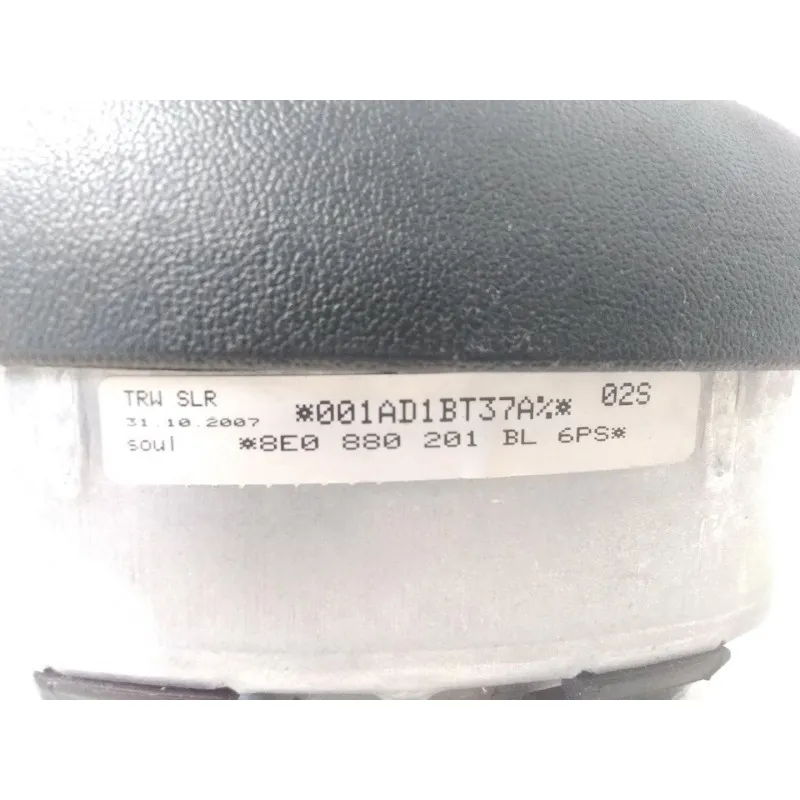 TRW SLR *001AD1BT37A%* 02S
31.10.2007
soul *8E0 880 201 BL 6PS*